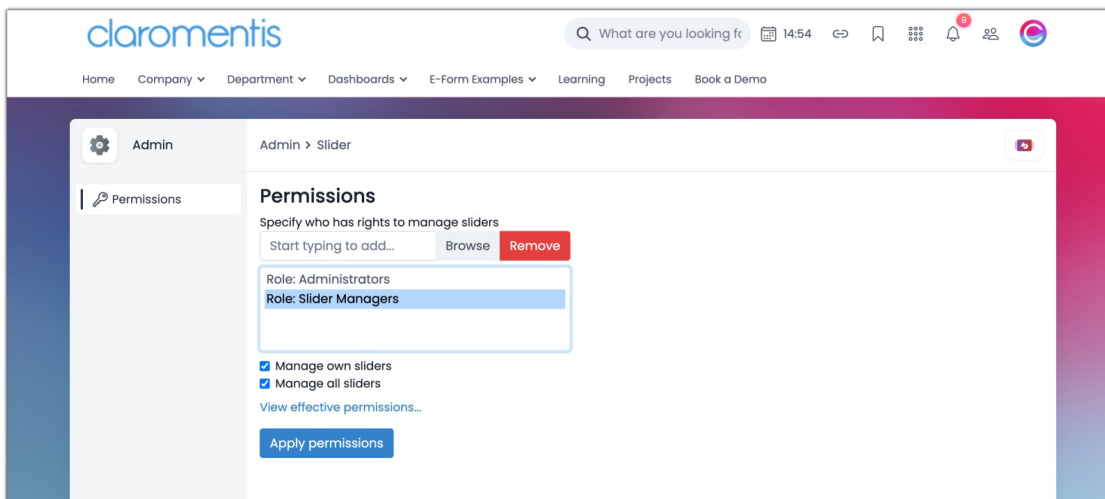 claromentis
What are you looking fo
14:54
9
Home Company Department Dashboards E-Form Examples Learning Projects Book a Demo
Admin
Admin > Slider
Permissions
Permissions
Specify who has rights to manage sliders
Start typing to add... Browse Remove
Role: Administrators
Role: Slider Managers
Manage own sliders
Manage all sliders
View effective permissions...
Apply permissions